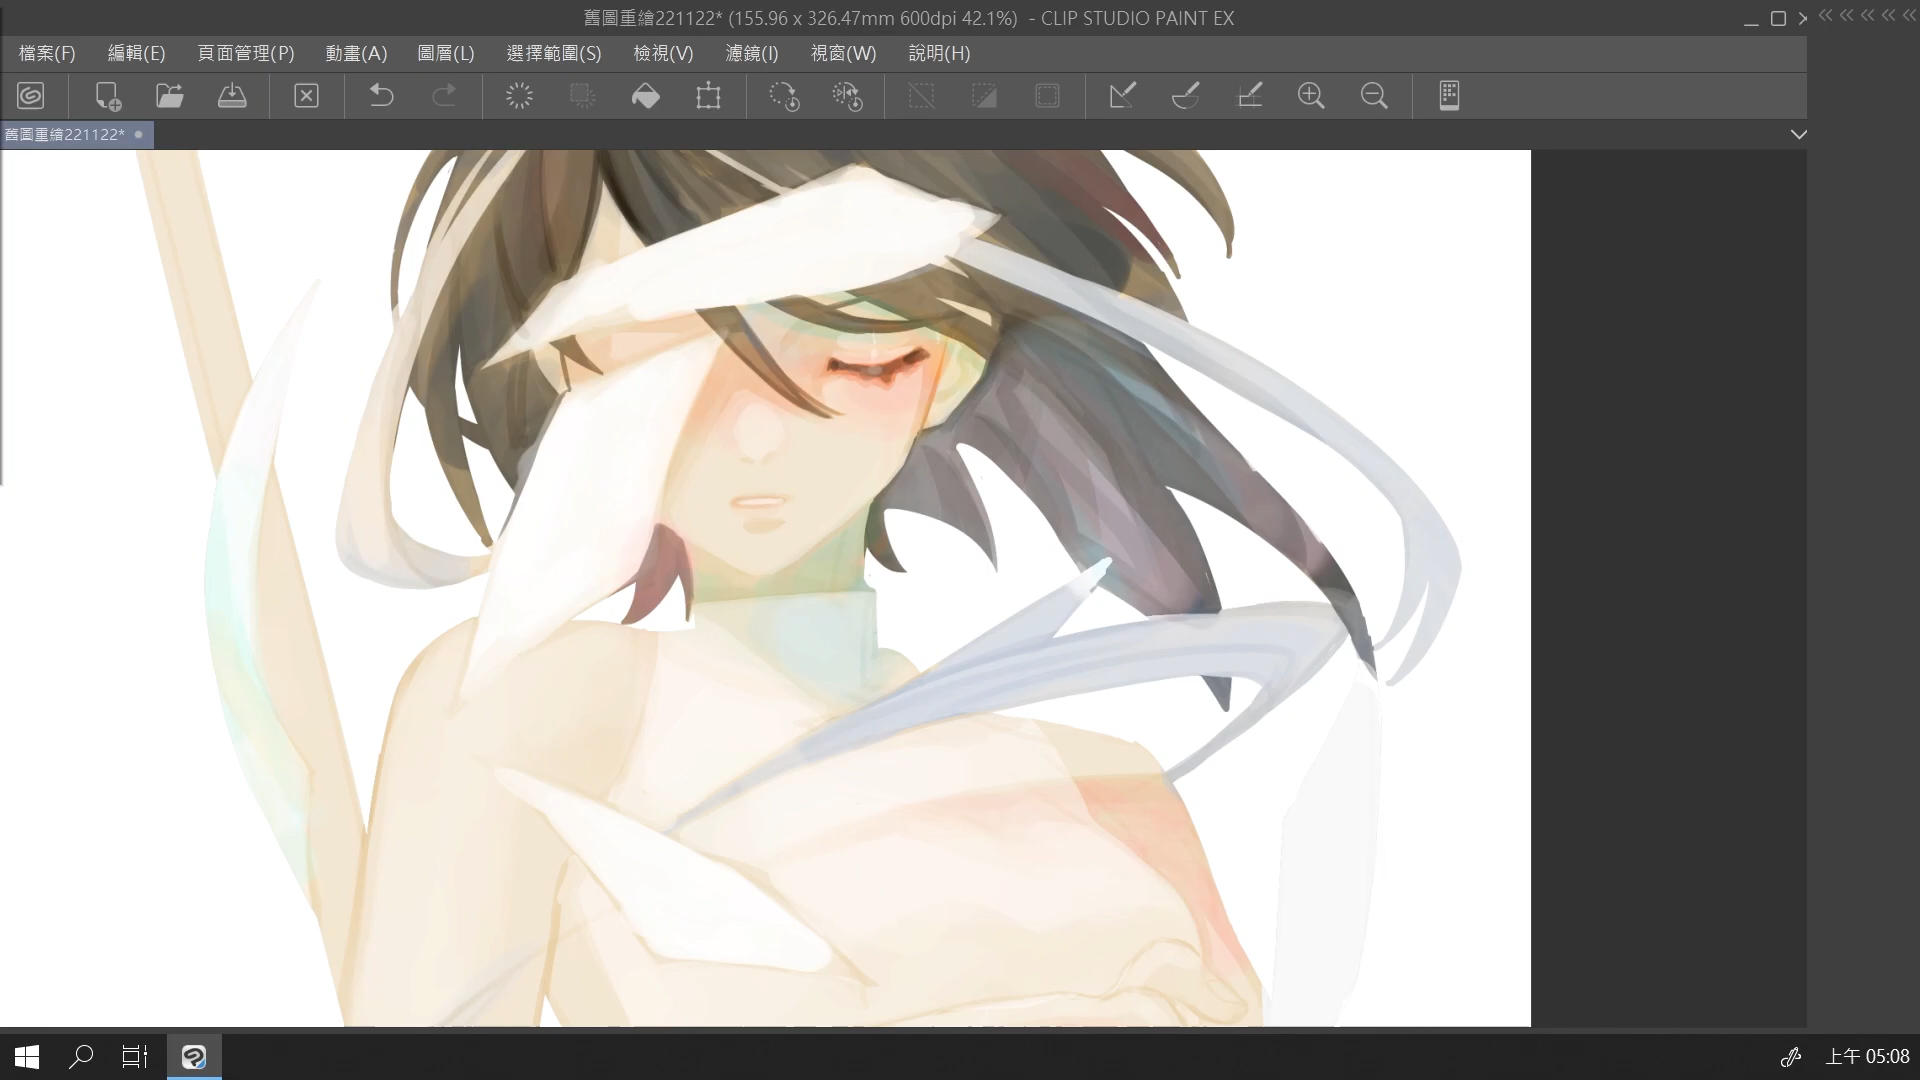 舊圖重繪221122* (155.96 x 326.47mm 600dpi 42.1%) - CLIP STUDIO PAINT EX
檔案(F) 編輯(E) 頁面管理(P) 動畫(A) 圖層(L) 選擇範圍(S) 檢視(V) 濾鏡(I) 視窗(W) 說明(H)
舊圖重繪221122*
上午 05:08